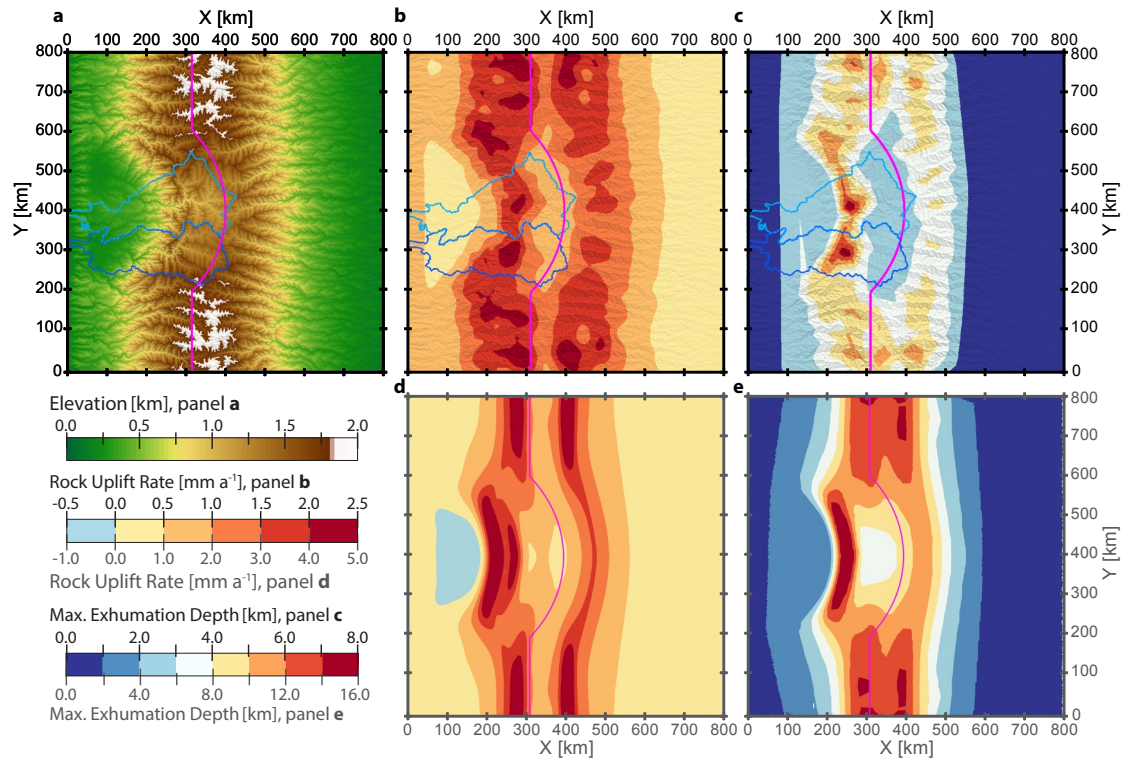 a X [km] b X [km] c X [km]
0 100 200 300 400 500 600 700 800 0 100 200 300 400 500 600 700 800 0 100 200 300 400 500 600 700 800
800 800
700 700
600 600
500 500
Y [km] 400 400 Y [km]
300 300
200 200
100 100
0 0
d e
Elevation [km], panel a
0.0 0.5 1.0 1.5 2.0
Rock Uplift Rate [mm a⁻¹], panel b
-0.5 0.0 0.5 1.0 1.5 2.0 2.5
-1.0 0.0 1.0 2.0 3.0 4.0 5.0
Rock Uplift Rate [mm a⁻¹], panel d
Max. Exhumation Depth [km], panel c
0.0 2.0 4.0 6.0 8.0
0.0 4.0 8.0 12.0 16.0
Max. Exhumation Depth [km], panel e
800
700
600
500
400 Y [km]
300
200
100
0
0 100 200 300 400 500 600 700 800 0 100 200 300 400 500 600 700 800
X [km] X [km]